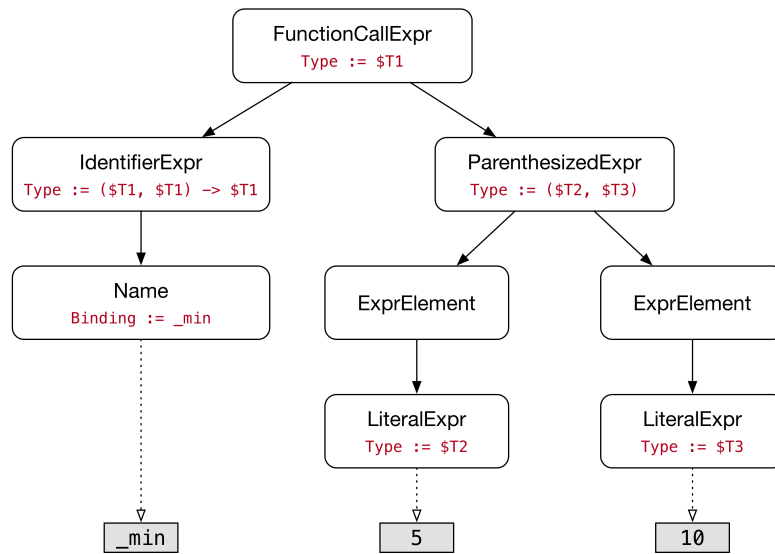 FunctionCallExpr
Type := $T1
IdentifierExpr
Type := ($T1, $T1) -> $T1
ParenthesizedExpr
Type := ($T2, $T3)
Name
Binding := _min
ExprElement
ExprElement
LiteralExpr
Type := $T2
LiteralExpr
Type := $T3
_min
5
10